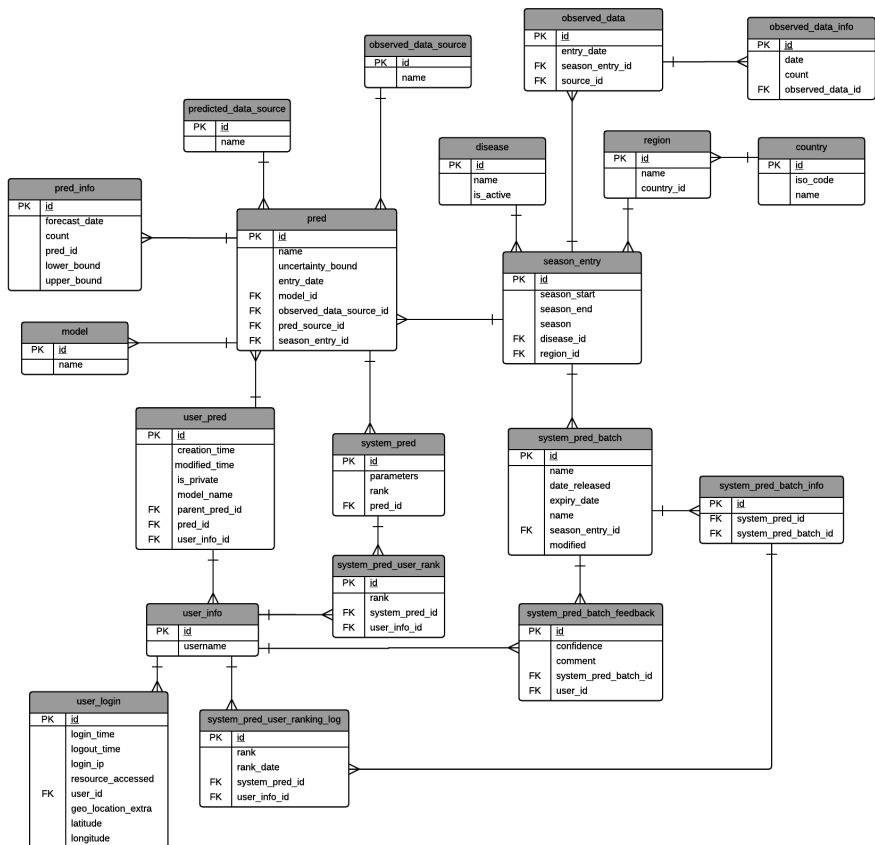 observed_data
PK id
entry_date
FK season_entry_id
FK source_id
observed_data_info
PK id
date
count
FK observed_data_id
observed_data_source
PK id
name
predicted_data_source
PK id
name
disease
PK id
name
is_active
region
PK id
name
country_id
country
PK id
iso_code
name
pred_info
PK id
forecast_date
count
pred_id
lower_bound
upper_bound
pred
PK id
name
uncertainty_bound
entry_date
FK model_id
FK observed_data_source_id
FK pred_source_id
FK season_entry_id
season_entry
PK id
season_start
season_end
season
FK disease_id
FK region_id
model
PK id
name
user_pred
PK id
creation_time
modified_time
is_private
model_name
FK parent_pred_id
FK pred_id
FK user_info_id
system_pred
PK id
parameters
rank
FK pred_id
system_pred_batch
PK id
name
date_released
expiry_date
name
FK season_entry_id
modified
system_pred_batch_info
PK id
FK system_pred_id
FK system_pred_batch_id
system_pred_user_rank
PK id
rank
FK system_pred_id
FK user_info_id
user_info
PK id
username
system_pred_batch_feedback
PK id
confidence
comment
FK system_pred_batch_id
FK user_id
user_login
PK id
login_time
logout_time
login_ip
resource_accessed
FK user_id
geo_location_extra
latitude
longitude
system_pred_user_ranking_log
PK id
rank
rank_date
FK system_pred_id
FK user_info_id